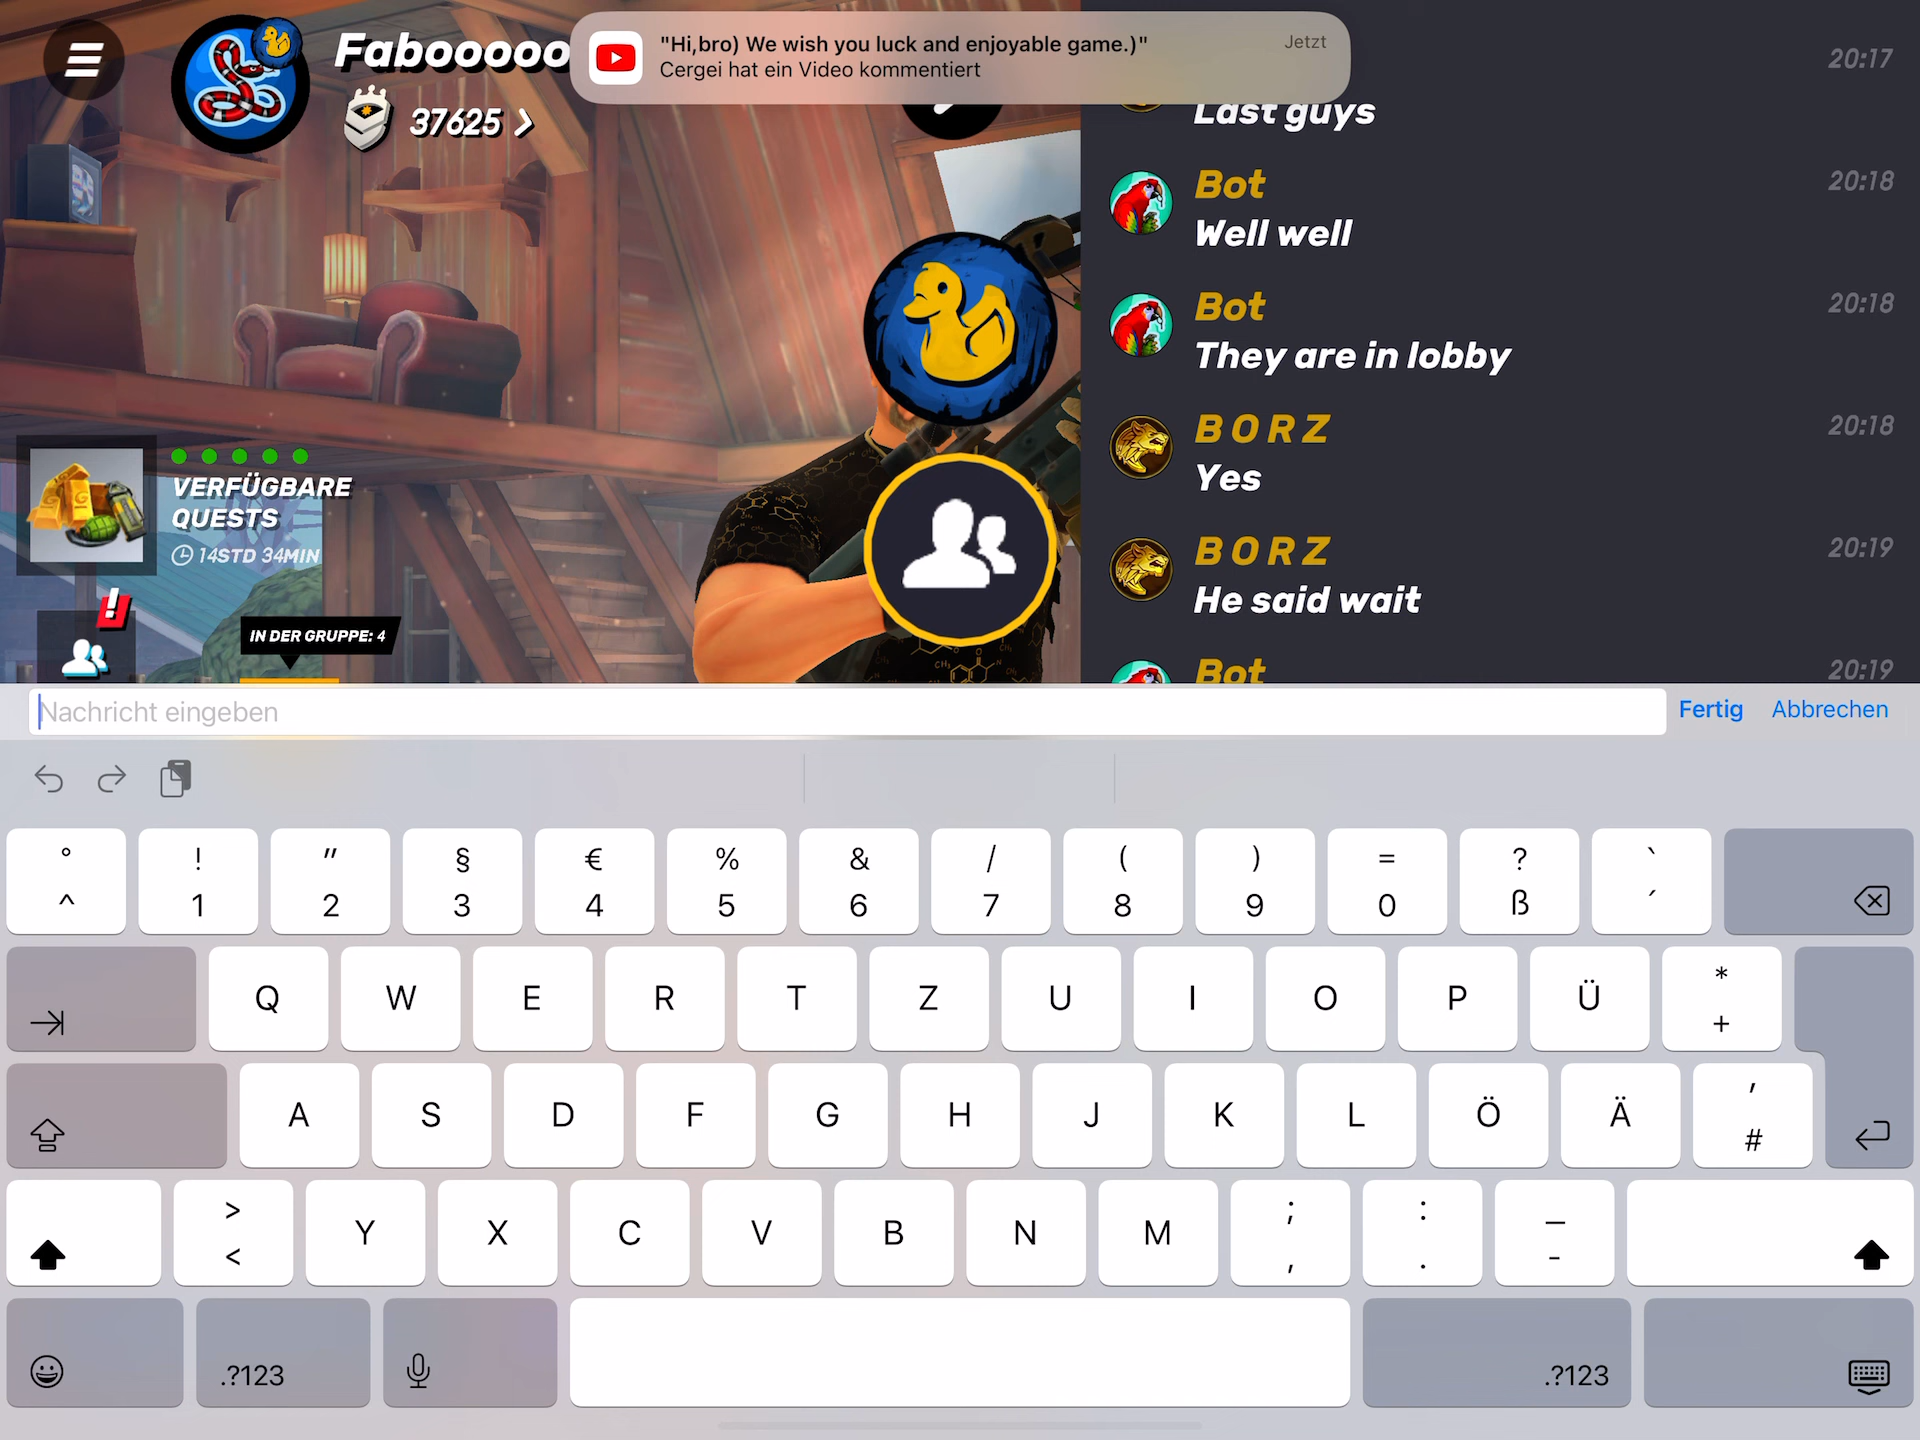 Fabooooo
37625
"Hi,bro) We wish you luck and enjoyable game.)"
Jetzt
Cergei hat ein Video kommentiert
20:17
Last guys
Bot
20:18
Well well
Bot
20:18
They are in lobby
BORZ
20:18
Yes
BORZ
20:19
He said wait
Bot
20:19
VERFÜGBARE
QUESTS
14STD 34MIN
!
IN DER GRUPPE: 4
Nachricht eingeben
Fertig
Abbrechen
° ! " § € % & / ( ) = ? `
^ 1 2 3 4 5 6 7 8 9 0 ß ´
Q W E R T Z U I O P Ü * +
A S D F G H J K L Ö Ä ' #
> < Y X C V B N M ; , : . _ -
.?123
.?123